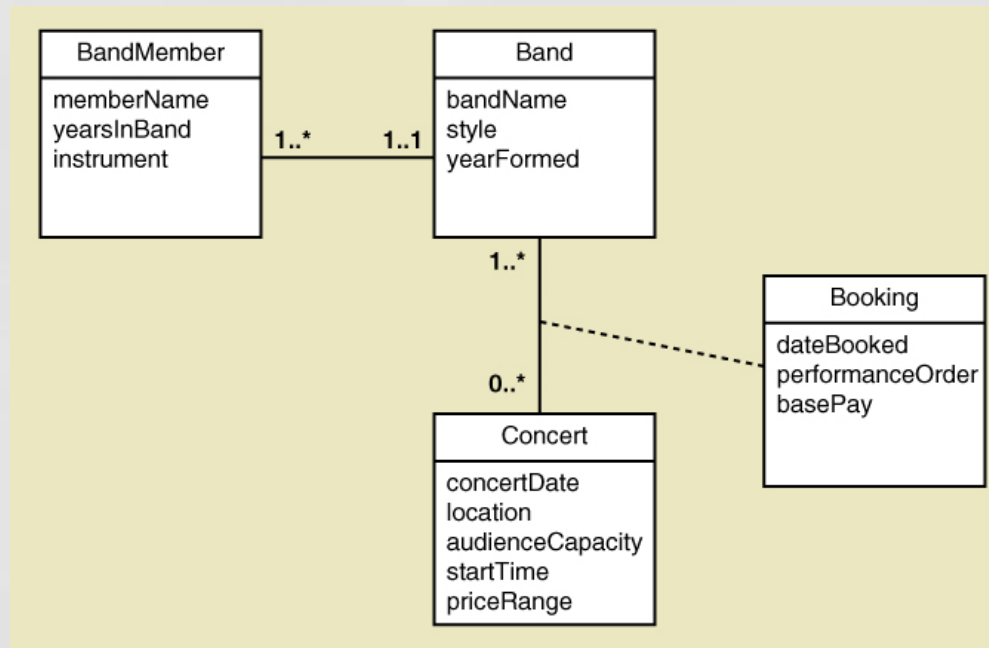 BandMember
memberName
yearsInBand
instrument
1..*
1..1
Band
bandName
style
yearFormed
1..*
0..*
Booking
dateBooked
performanceOrder
basePay
Concert
concertDate
location
audienceCapacity
startTime
priceRange